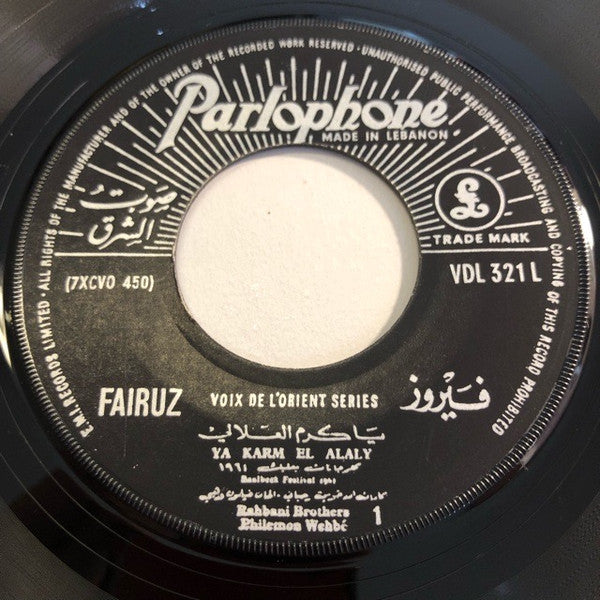 E.M.I. RECORDS LIMITED · ALL RIGHTS OF THE MANUFACTURER AND OF THE OWNER OF THE RECORDED WORK RESERVED · UNAUTHORISED PUBLIC PERFORMANCE BROADCASTING AND COPYING OF THIS RECORD PROHIBITED
Parlophone
MADE IN LEBANON
صوت
الشرق
£
TRADE MARK
(7XCVO 450)
VDL 321 L
FAIRUZ
VOIX DE L'ORIENT SERIES
فيروز
يا كرم العلالي
YA KARM EL ALALY
مهرجانات بعلبك ١٩٦١
Baalbeck Festival 1961
Rahbani Brothers
Philemon Wehbé
1